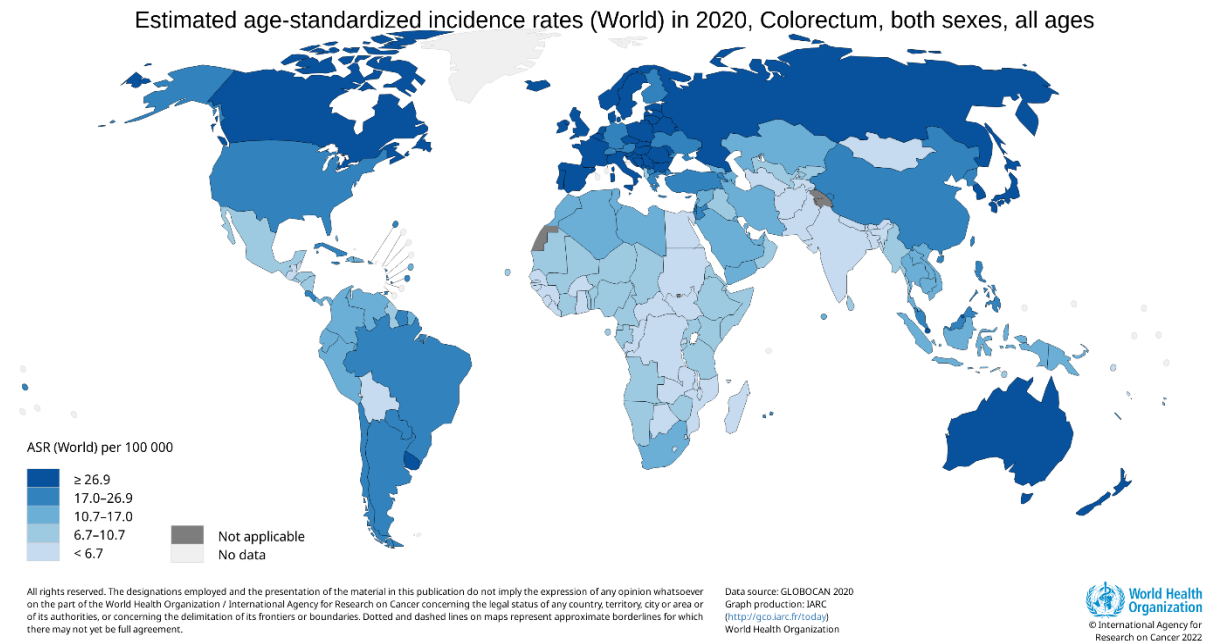 Estimated age-standardized incidence rates (World) in 2020, Colorectum, both sexes, all ages
ASR (World) per 100 000
≥ 26.9
17.0–26.9
10.7–17.0
6.7–10.7
< 6.7
Not applicable
No data
All rights reserved. The designations employed and the presentation of the material in this publication do not imply the expression of any opinion whatsoever
on the part of the World Health Organization / International Agency for Research on Cancer concerning the legal status of any country, territory, city or area or
of its authorities, or concerning the delimitation of its frontiers or boundaries. Dotted and dashed lines on maps represent approximate borderlines for which
there may not yet be full agreement.
Data source: GLOBOCAN 2020
Graph production: IARC
(http://gco.iarc.fr/today)
World Health Organization
World Health
Organization
© International Agency for
Research on Cancer 2022